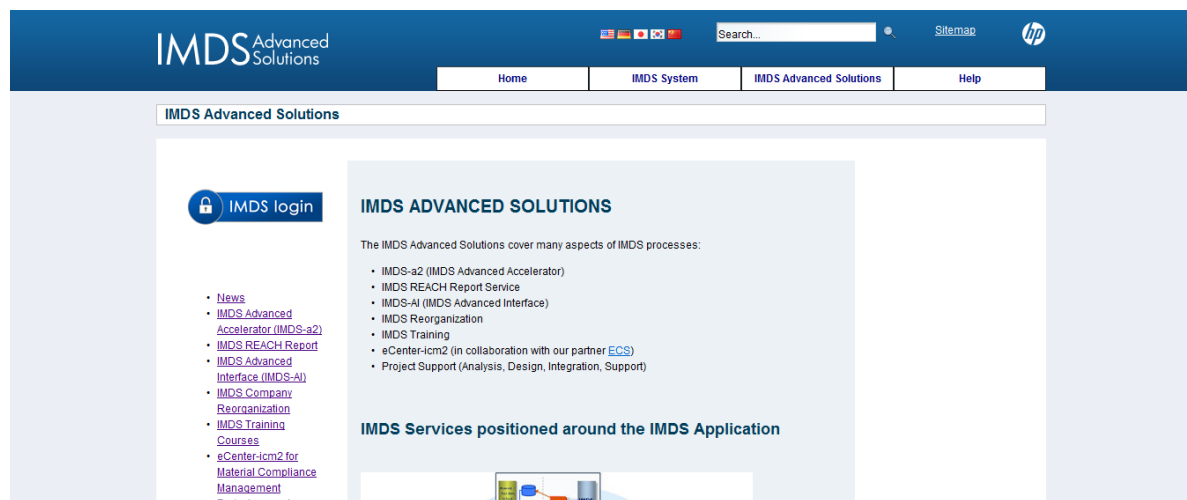 IMDS Advanced Solutions
Search...
Sitemap
hp
Home
IMDS System
IMDS Advanced Solutions
Help
IMDS Advanced Solutions
IMDS login
• News
• IMDS Advanced
Accelerator (IMDS-a2)
• IMDS REACH Report
• IMDS Advanced
Interface (IMDS-AI)
• IMDS Company
Reorganization
• IMDS Training
Courses
• eCenter-icm2 for
Material Compliance
Management
IMDS ADVANCED SOLUTIONS
The IMDS Advanced Solutions cover many aspects of IMDS processes:
• IMDS-a2 (IMDS Advanced Accelerator)
• IMDS REACH Report Service
• IMDS-AI (IMDS Advanced Interface)
• IMDS Reorganization
• IMDS Training
• eCenter-icm2 (in collaboration with our partner ECS)
• Project Support (Analysis, Design, Integration, Support)
IMDS Services positioned around the IMDS Application